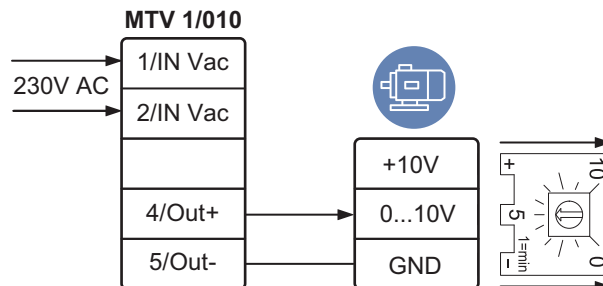 MTV 1/010
1/IN Vac
230V AC
2/IN Vac
+10V
4/Out+
0...10V
5/Out-
GND
+
10
5
1=min
-
0